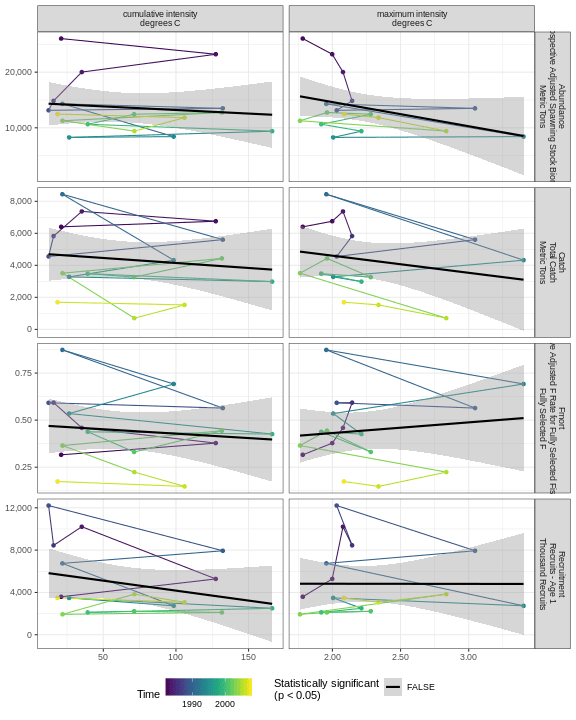 cumulative intensity
degrees C
maximum intensity
degrees C
20,000
10,000
Abundance
Adjusted Spawning Stock
Metric Tons
8,000
6,000
4,000
2,000
0
Catch
Total Catch
Metric Tons
0.75
0.50
0.25
Fmort
Adjusted F Rate for Fully Selected
Fully Selected F
12,000
8,000
4,000
0
Recruitment
Recruits - Age 1
Thousand Recruits
50
100
150
2.00
2.50
3.00
Time
1990
2000
Statistically significant
(p < 0.05)
FALSE